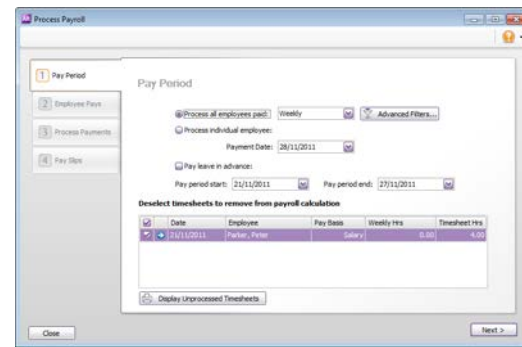 Process Payroll
1 Pay Period
2 Employee Pays
3 Process Payments
4 Pay Slips
Pay Period
Process all employees paid: Weekly Advanced Filters...
Process individual employee:
Payment Date: 28/11/2011
Pay leave in advance:
Pay period start: 21/11/2011 Pay period end: 27/11/2011
Deselect timesheets to remove from payroll calculation
Date Employee Pay Basis Weekly Hrs Timesheet Hrs
21/11/2011 Parker, Peter Salary 0.00 4.00
Display Unprocessed Timesheets
Close Next >